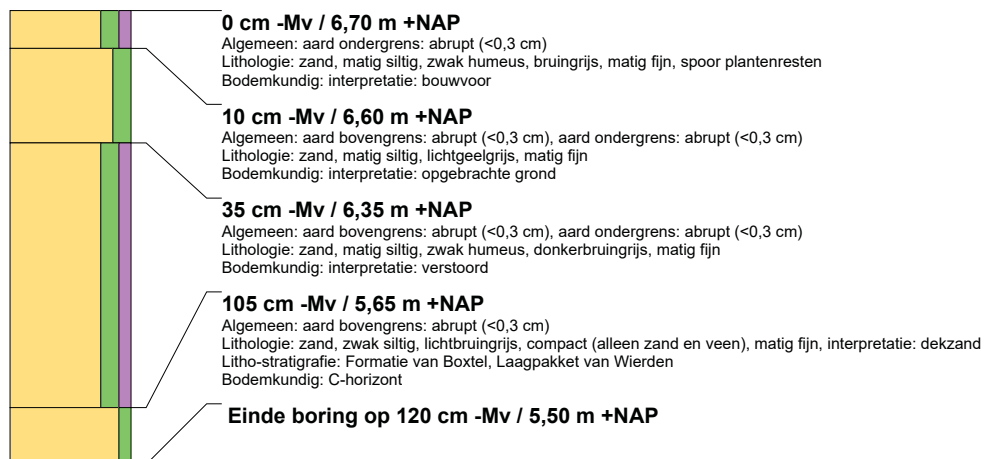 0 cm -Mv / 6,70 m +NAP
Algemeen: aard ondergrens: abrupt (<0,3 cm)
Lithologie: zand, matig siltig, zwak humeus, bruingrijs, matig fijn, spoor plantenresten
Bodemkundig: interpretatie: bouwvoor
10 cm -Mv / 6,60 m +NAP
Algemeen: aard bovengrens: abrupt (<0,3 cm), aard ondergrens: abrupt (<0,3 cm)
Lithologie: zand, matig siltig, lichtgeelgrijs, matig fijn
Bodemkundig: interpretatie: opgebrachte grond
35 cm -Mv / 6,35 m +NAP
Algemeen: aard bovengrens: abrupt (<0,3 cm), aard ondergrens: abrupt (<0,3 cm)
Lithologie: zand, matig siltig, zwak humeus, donkerbruingrijs, matig fijn
Bodemkundig: interpretatie: verstoord
105 cm -Mv / 5,65 m +NAP
Algemeen: aard bovengrens: abrupt (<0,3 cm)
Lithologie: zand, zwak siltig, lichtbruingrijs, compact (alleen zand en veen), matig fijn, interpretatie: dekzand
Litho-stratigrafie: Formatie van Boxtel, Laagpakket van Wierden
Bodemkundig: C-horizont
Einde boring op 120 cm -Mv / 5,50 m +NAP